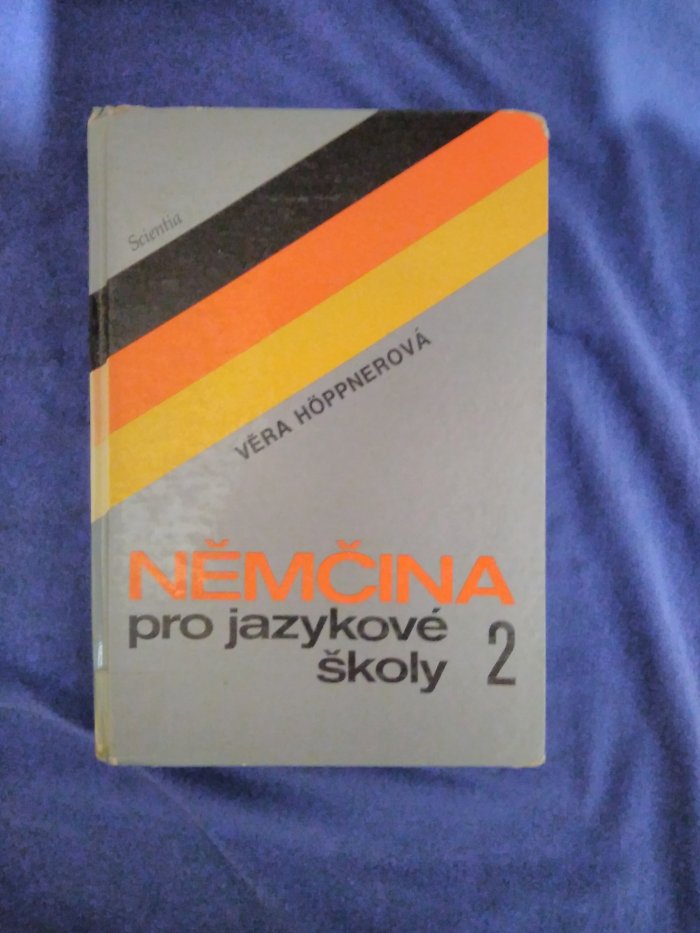 Scientia
VĚRA HÖPPNEROVÁ
NĚMČINA
pro jazykové
školy 2